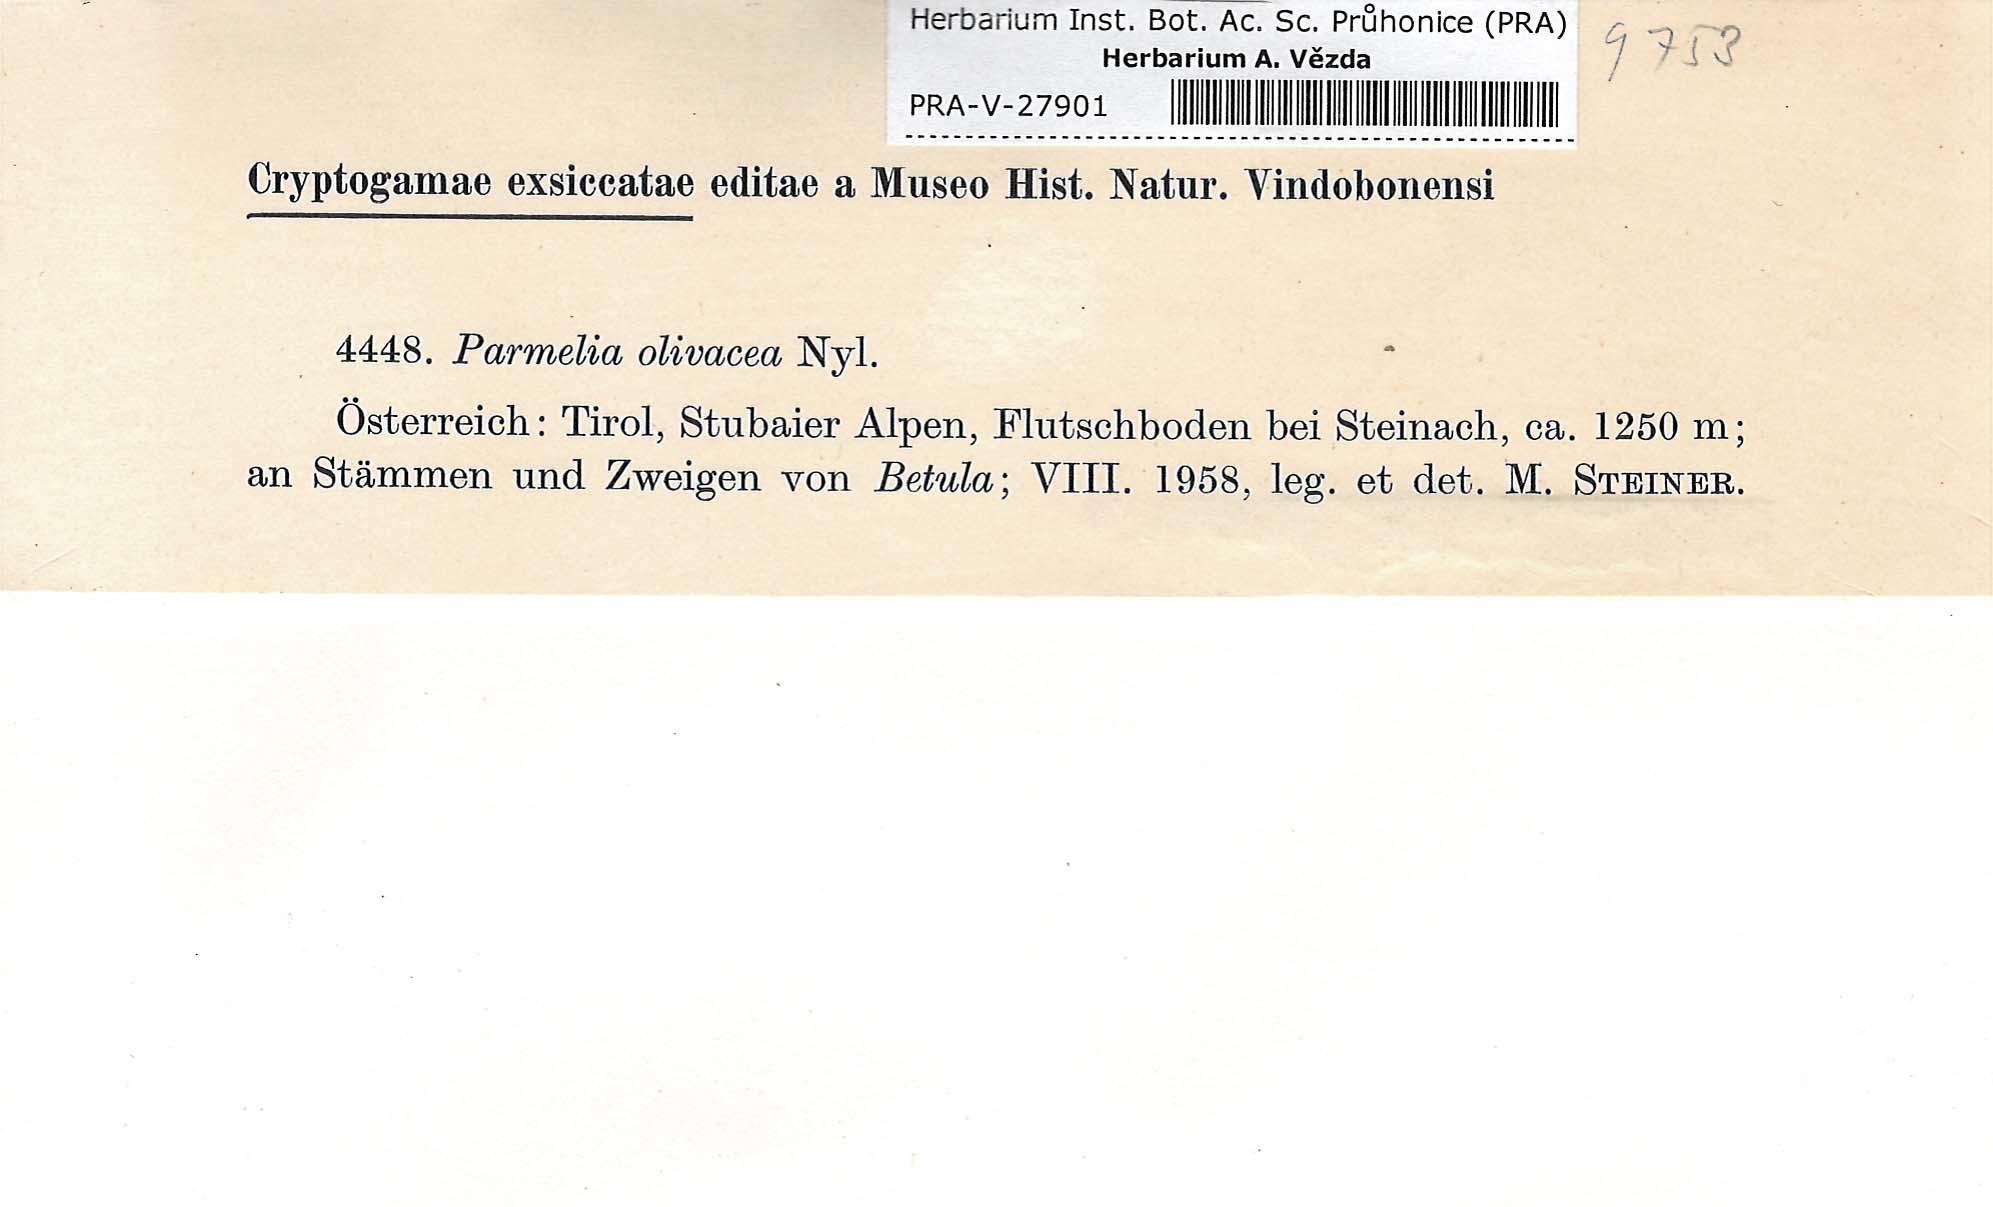 Herbarium Inst. Bot. Ac. Sc. Průhonice (PRA)
Herbarium A. Vězda
PRA-V-27901
9753
Cryptogamae exsiccatae editae a Museo Hist. Natur. Vindobonensi
4448. Parmelia olivacea Nyl.
Österreich: Tirol, Stubaier Alpen, Flutschboden bei Steinach, ca. 1250 m;
an Stämmen und Zweigen von Betula; VIII. 1958, leg. et det. M. STEINER.